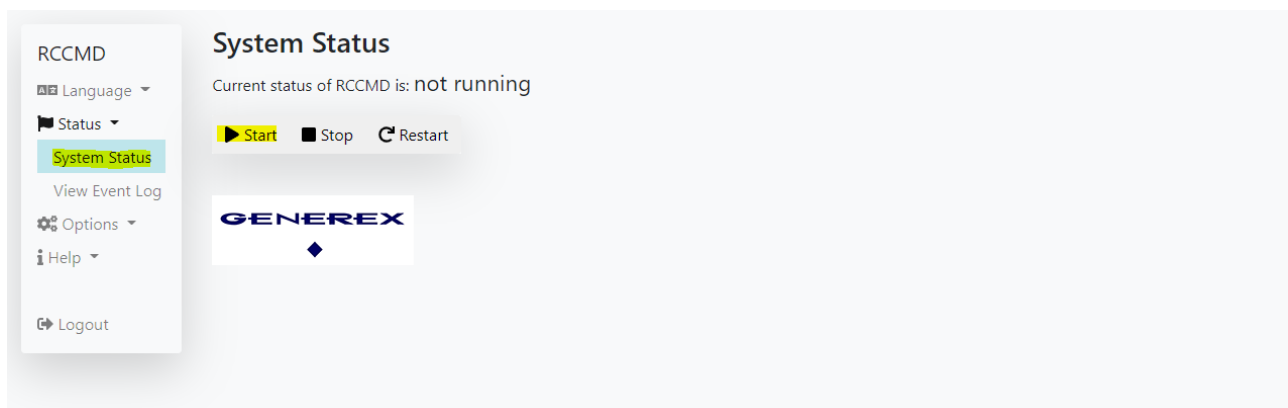 RCCMD
Language
Status
System Status
View Event Log
Options
Help
Logout
System Status
Current status of RCCMD is: not running
Start Stop Restart
GENEREX